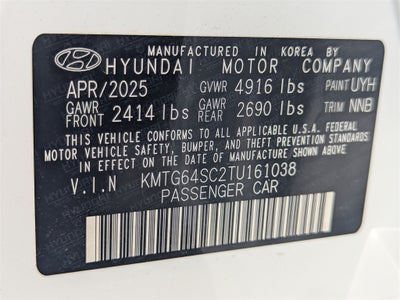 MANUFACTURED IN KOREA BY
HYUNDAI MOTOR COMPANY
APR/2025 GVWR 4916 lbs PAINT UYH
GAWR FRONT 2414 lbs GAWR REAR 2690 lbs TRIM NNB
THIS VEHICLE CONFORMS TO ALL APPLICABLE U.S.A. FEDERAL
MOTOR VEHICLE SAFETY, BUMPER, AND THEFT PREVENTION
STANDARDS IN EFFECT ON THE DATE OF MANUFACTURE SHOWN ABOVE.
V.I.N KMTG64SC2TU161038
PASSENGER CAR